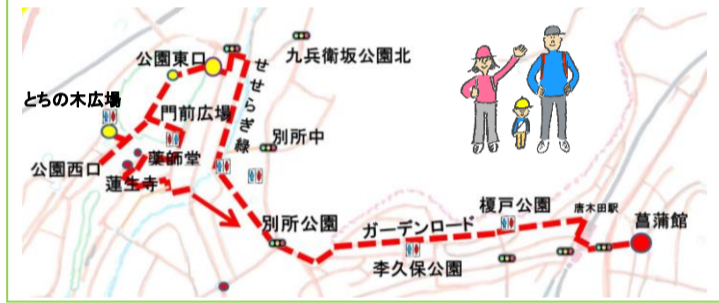 公園東口
九兵衛坂公園北
せせらぎ緑
とちの木広場
門前広場
別所中
公園西口
薬師堂
蓮生寺
別所公園
ガーデンロード
榎戸公園
唐木田駅
菖蒲館
李久保公園